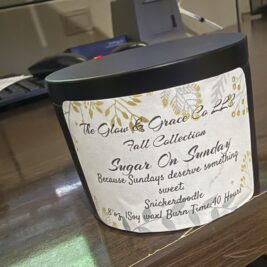 The Glow & Grace Co 222
Fall Collection
Sugar On Sunday
Because Sundays deserve something
sweet.
Snickerdoodle
8 oz |Soy wax| Burn Time 40 Hours